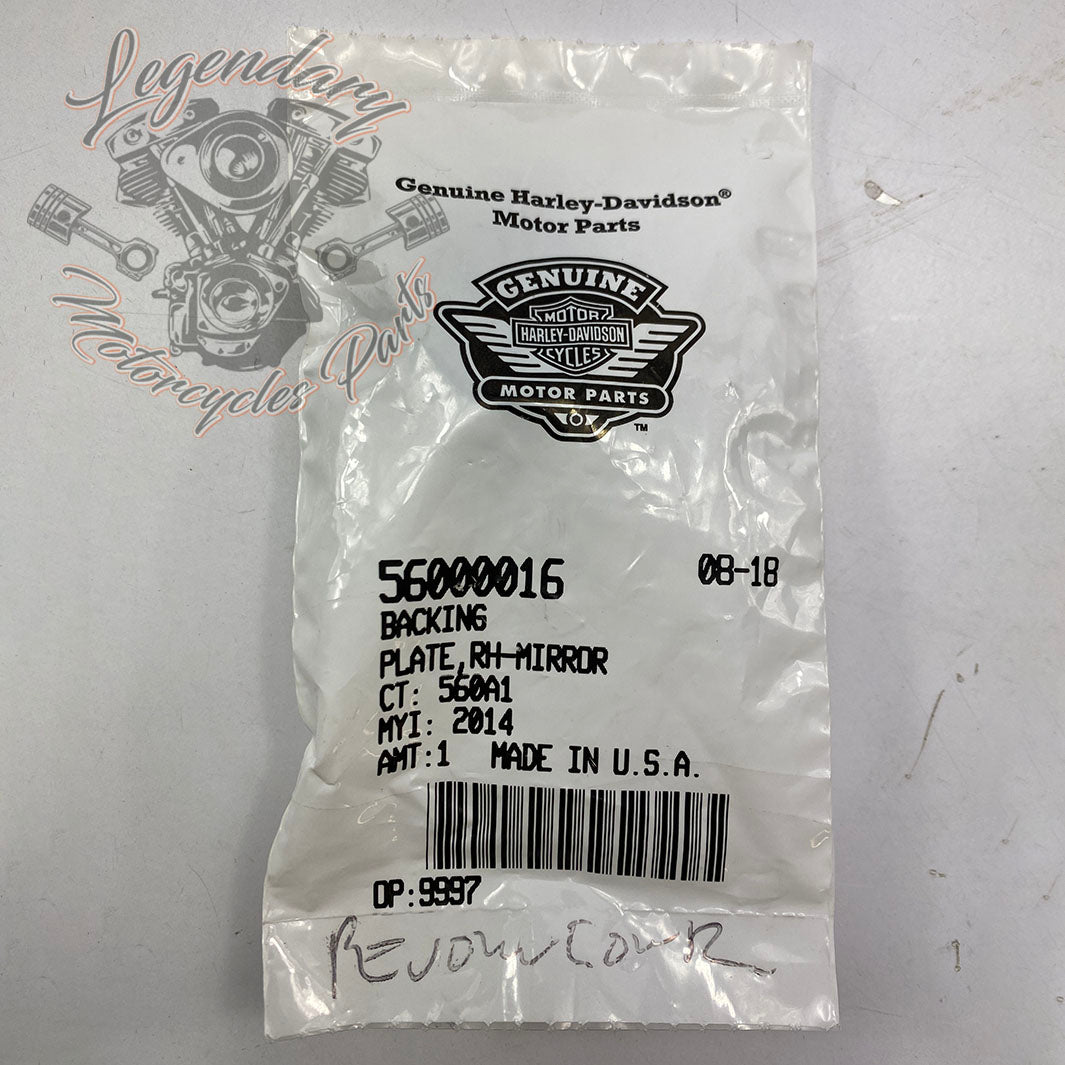 Legendary
Motorcycles Parts
Genuine Harley-Davidson®
Motor Parts
GENUINE
MOTOR
HARLEY-DAVIDSON
CYCLES
MOTOR PARTS
TM
56000016 08-18
BACKING
PLATE,RH-MIRROR
CT: 560A1
MYI: 2014
AMT:1 MADE IN U.S.A.
OP:9997